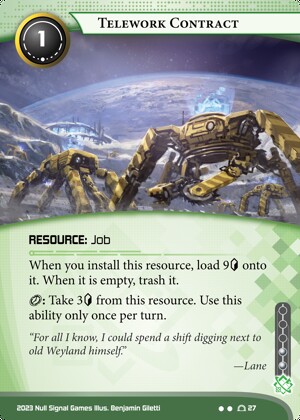 1
TELEWORK CONTRACT
RESOURCE: Job
When you install this resource, load 9 onto
it. When it is empty, trash it.
: Take 3 from this resource. Use this
ability only once per turn.
“For all I know, I could spend a shift digging next to
old Weyland himself.”
—Lane
2023 Null Signal Games Illus. Benjamin Giletti
27